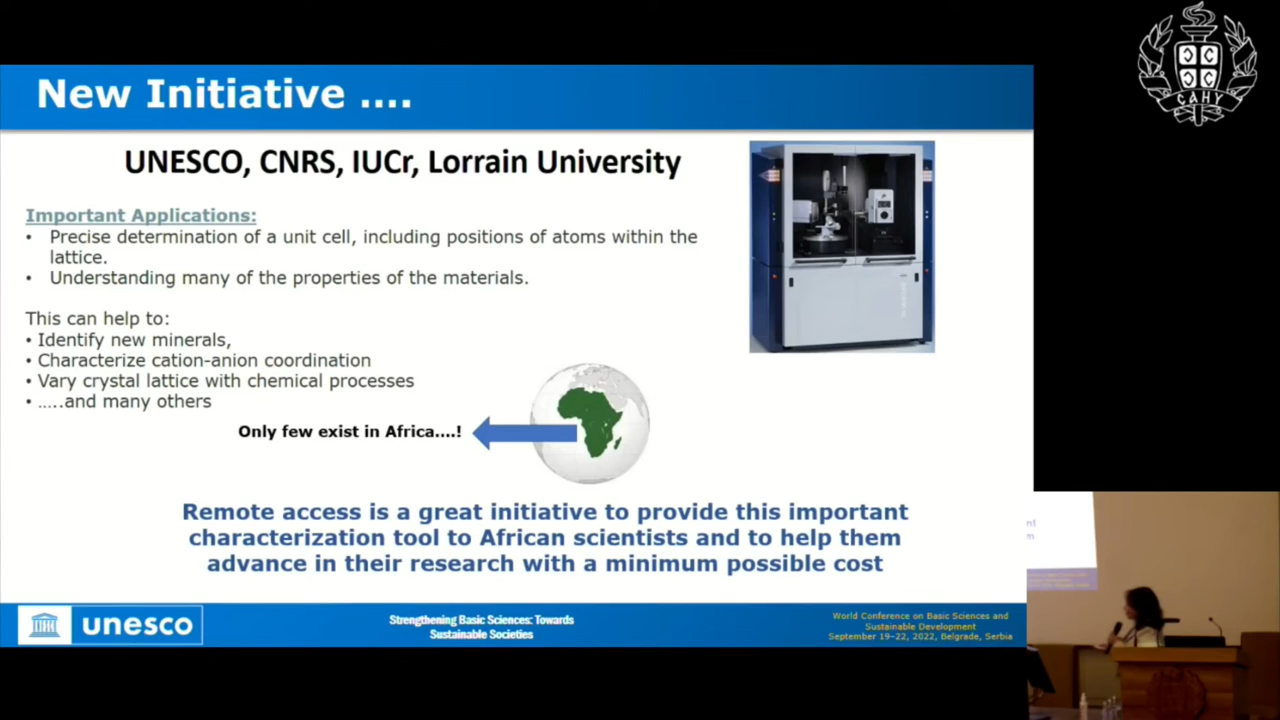 New Initiative ....
UNESCO, CNRS, IUCr, Lorrain University
Important Applications:
• Precise determination of a unit cell, including positions of atoms within the
lattice.
• Understanding many of the properties of the materials.
This can help to:
• Identify new minerals,
• Characterize cation-anion coordination
• Vary crystal lattice with chemical processes
• …..and many others
Only few exist in Africa….!
Remote access is a great initiative to provide this important
characterization tool to African scientists and to help them
advance in their research with a minimum possible cost
unesco
Strengthening Basic Sciences: Towards
Sustainable Societies
World Conference on Basic Sciences and
Sustainable Development
September 19–22, 2022, Belgrade, Serbia
САНУ